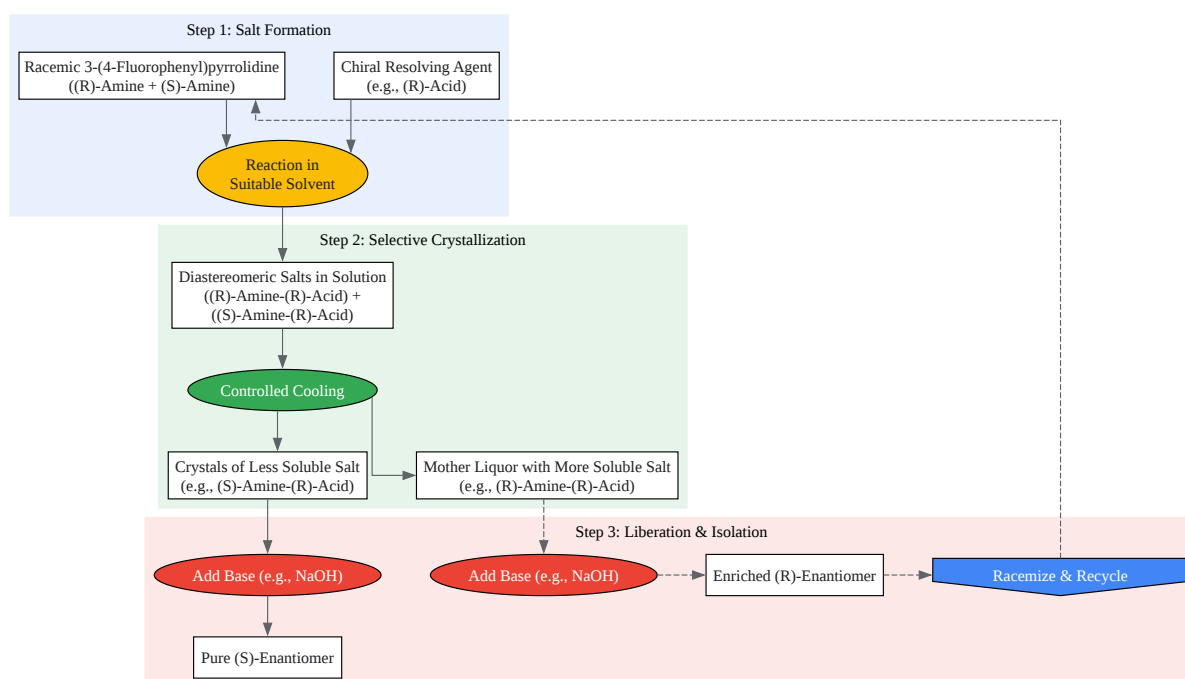 Step 1: Salt Formation
Racemic 3-(4-Fluorophenyl)pyrrolidine
((R)-Amine + (S)-Amine)
Chiral Resolving Agent
(e.g., (R)-Acid)
Reaction in
Suitable Solvent
Step 2: Selective Crystallization
Diastereomeric Salts in Solution
((R)-Amine-(R)-Acid) +
((S)-Amine-(R)-Acid)
Controlled Cooling
Crystals of Less Soluble Salt
(e.g., (S)-Amine-(R)-Acid)
Mother Liquor with More Soluble Salt
(e.g., (R)-Amine-(R)-Acid)
Step 3: Liberation & Isolation
Add Base (e.g., NaOH)
Add Base (e.g., NaOH)
Enriched (R)-Enantiomer
Racemize & Recycle
Pure (S)-Enantiomer